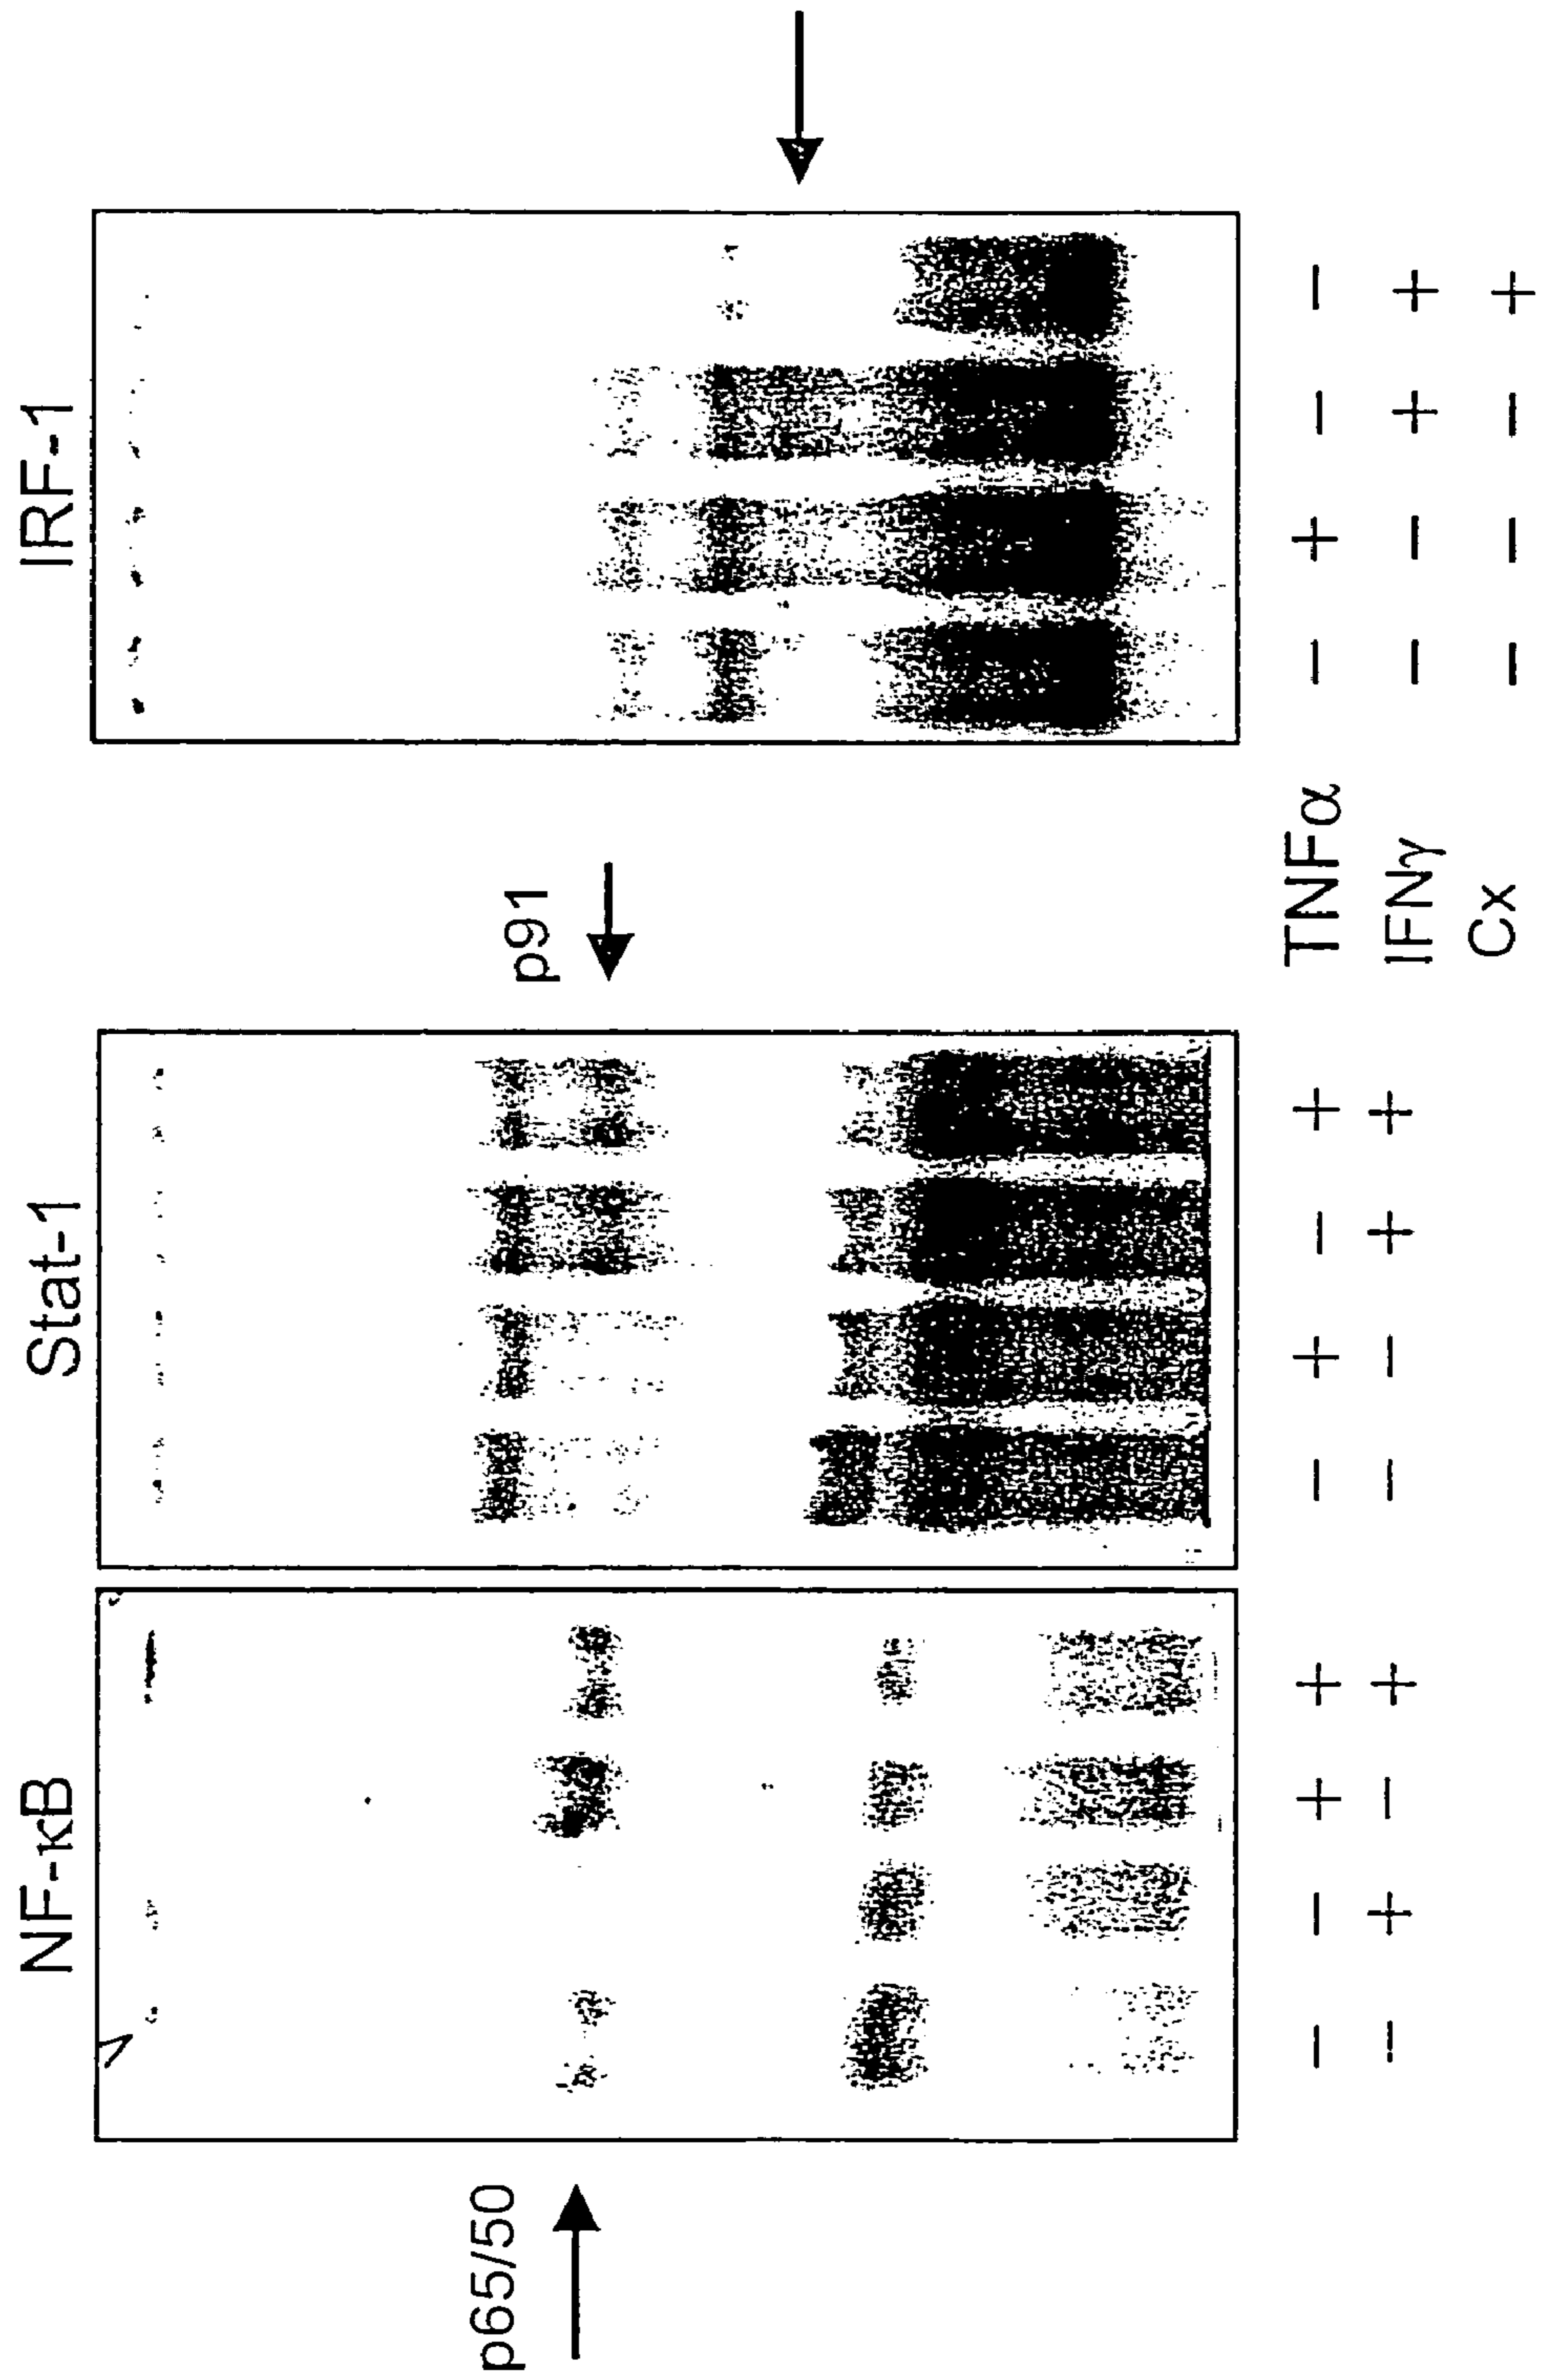 NF-κB Stat-1 IRF-1
p65/50 p91
− − + + − + − + TNFα − + − −
− + − + − − + + IFNγ − − + +
Cx − − − +